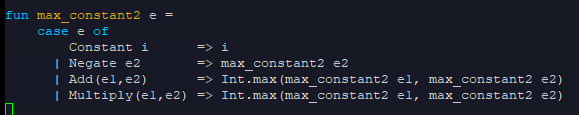 fun max_constant2 e =
    case e of
        Constant i       => i
      | Negate e2        => max_constant2 e2
      | Add(e1,e2)       => Int.max(max_constant2 e1, max_constant2 e2)
      | Multiply(e1,e2)  => Int.max(max_constant2 e1, max_constant2 e2)